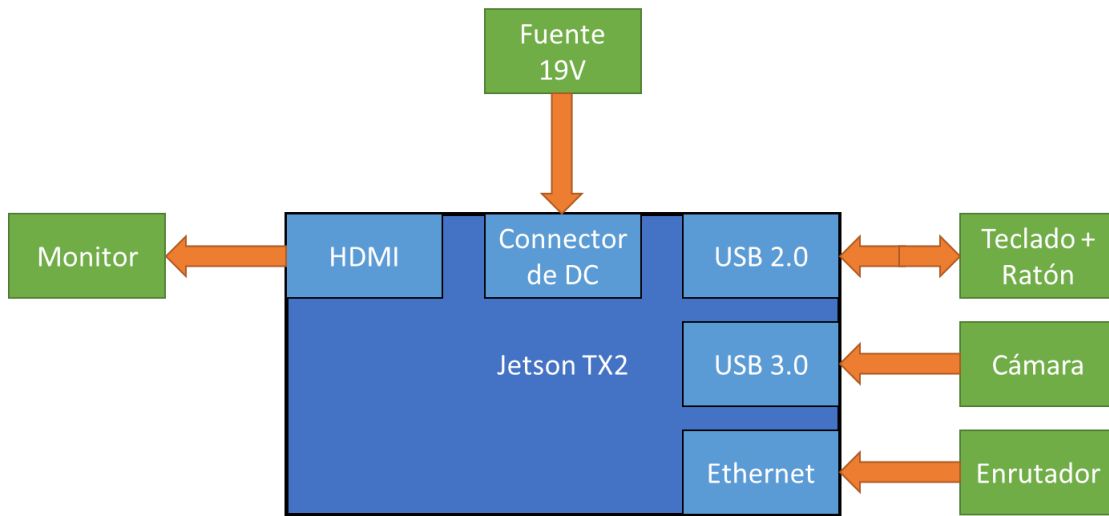 Fuente
19V
Monitor
HDMI
Connector
de DC
USB 2.0
Teclado +
Ratón
Jetson TX2
USB 3.0
Cámara
Ethernet
Enrutador